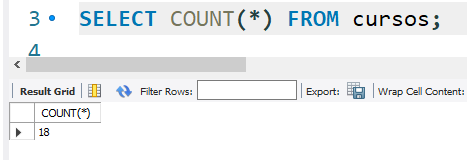 3 SELECT COUNT(*) FROM cursos;
4
Result Grid Filter Rows: Export: Wrap Cell Content:
COUNT(*)
18